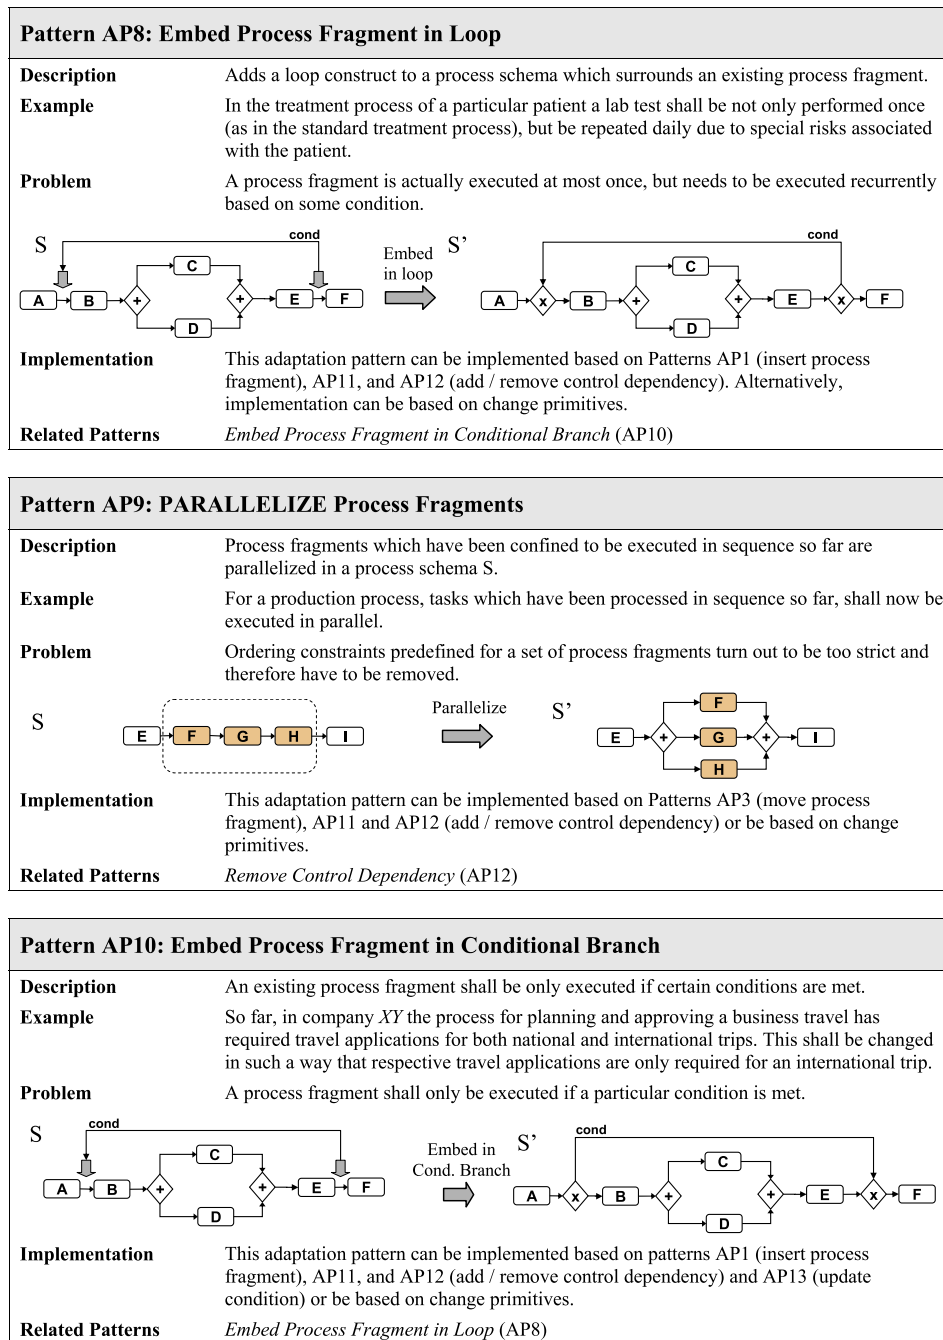 Pattern AP8: Embed Process Fragment in Loop
Description Adds a loop construct to a process schema which surrounds an existing process fragment.
Example In the treatment process of a particular patient a lab test shall be not only performed once
(as in the standard treatment process), but be repeated daily due to special risks associated
with the patient.
Problem A process fragment is actually executed at most once, but needs to be executed recurrently
based on some condition.
S cond Embed in loop S’ cond
A B + C D + E F
A x B + C D + E x F
Implementation This adaptation pattern can be implemented based on Patterns AP1 (insert process
fragment), AP11, and AP12 (add / remove control dependency). Alternatively,
implementation can be based on change primitives.
Related Patterns Embed Process Fragment in Conditional Branch (AP10)
Pattern AP9: PARALLELIZE Process Fragments
Description Process fragments which have been confined to be executed in sequence so far are
parallelized in a process schema S.
Example For a production process, tasks which have been processed in sequence so far, shall now be
executed in parallel.
Problem Ordering constraints predefined for a set of process fragments turn out to be too strict and
therefore have to be removed.
S Parallelize S’
E F G H I
E + F G H + I
Implementation This adaptation pattern can be implemented based on Patterns AP3 (move process
fragment), AP11 and AP12 (add / remove control dependency) or be based on change
primitives.
Related Patterns Remove Control Dependency (AP12)
Pattern AP10: Embed Process Fragment in Conditional Branch
Description An existing process fragment shall be only executed if certain conditions are met.
Example So far, in company XY the process for planning and approving a business travel has
required travel applications for both national and international trips. This shall be changed
in such a way that respective travel applications are only required for an international trip.
Problem A process fragment shall only be executed if a particular condition is met.
S cond Embed in Cond. Branch S’ cond
A B + C D + E F
A x B + C D + E x F
Implementation This adaptation pattern can be implemented based on patterns AP1 (insert process
fragment), AP11, and AP12 (add / remove control dependency) and AP13 (update
condition) or be based on change primitives.
Related Patterns Embed Process Fragment in Loop (AP8)